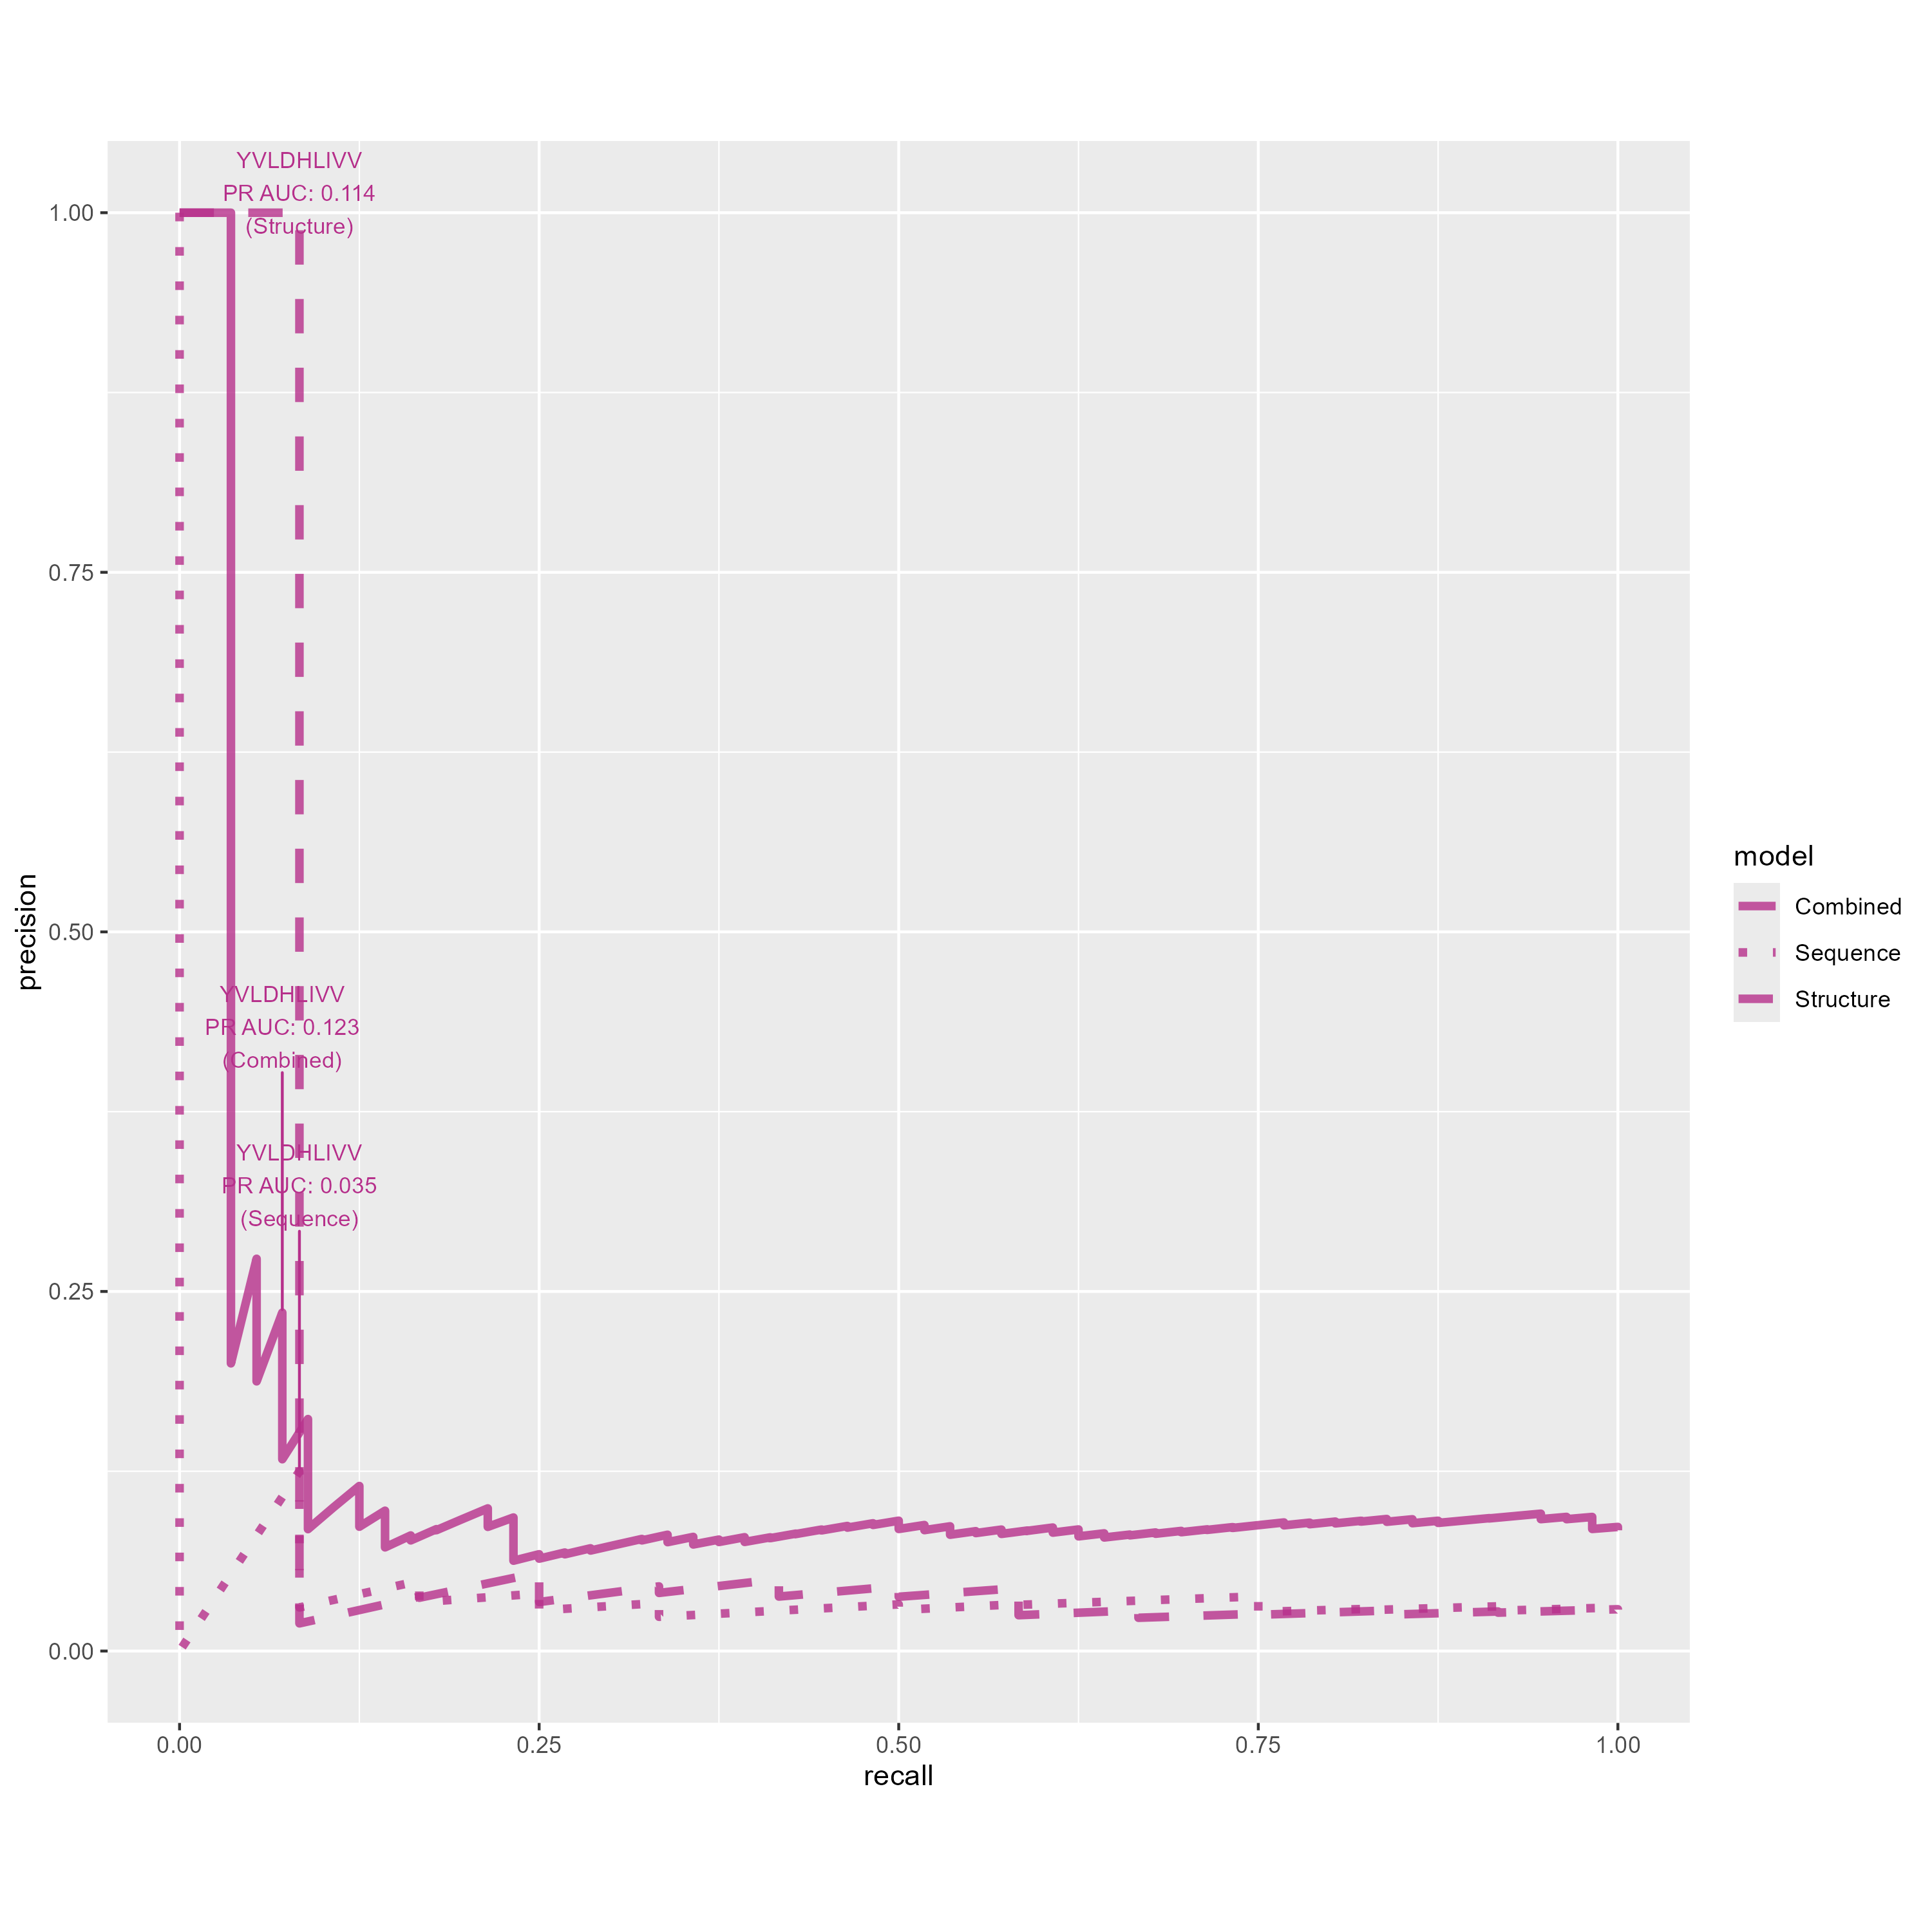 YVLDHLIVV
PR AUC: 0.114
(Structure)
1.00
0.75
0.50
0.25
0.00
precision
YVLDHLIVV
PR AUC: 0.123
(Combined)
YVLDHLIVV
PR AUC: 0.035
(Sequence)
0.00
0.25
0.50
0.75
1.00
recall
model
Combined
Sequence
Structure